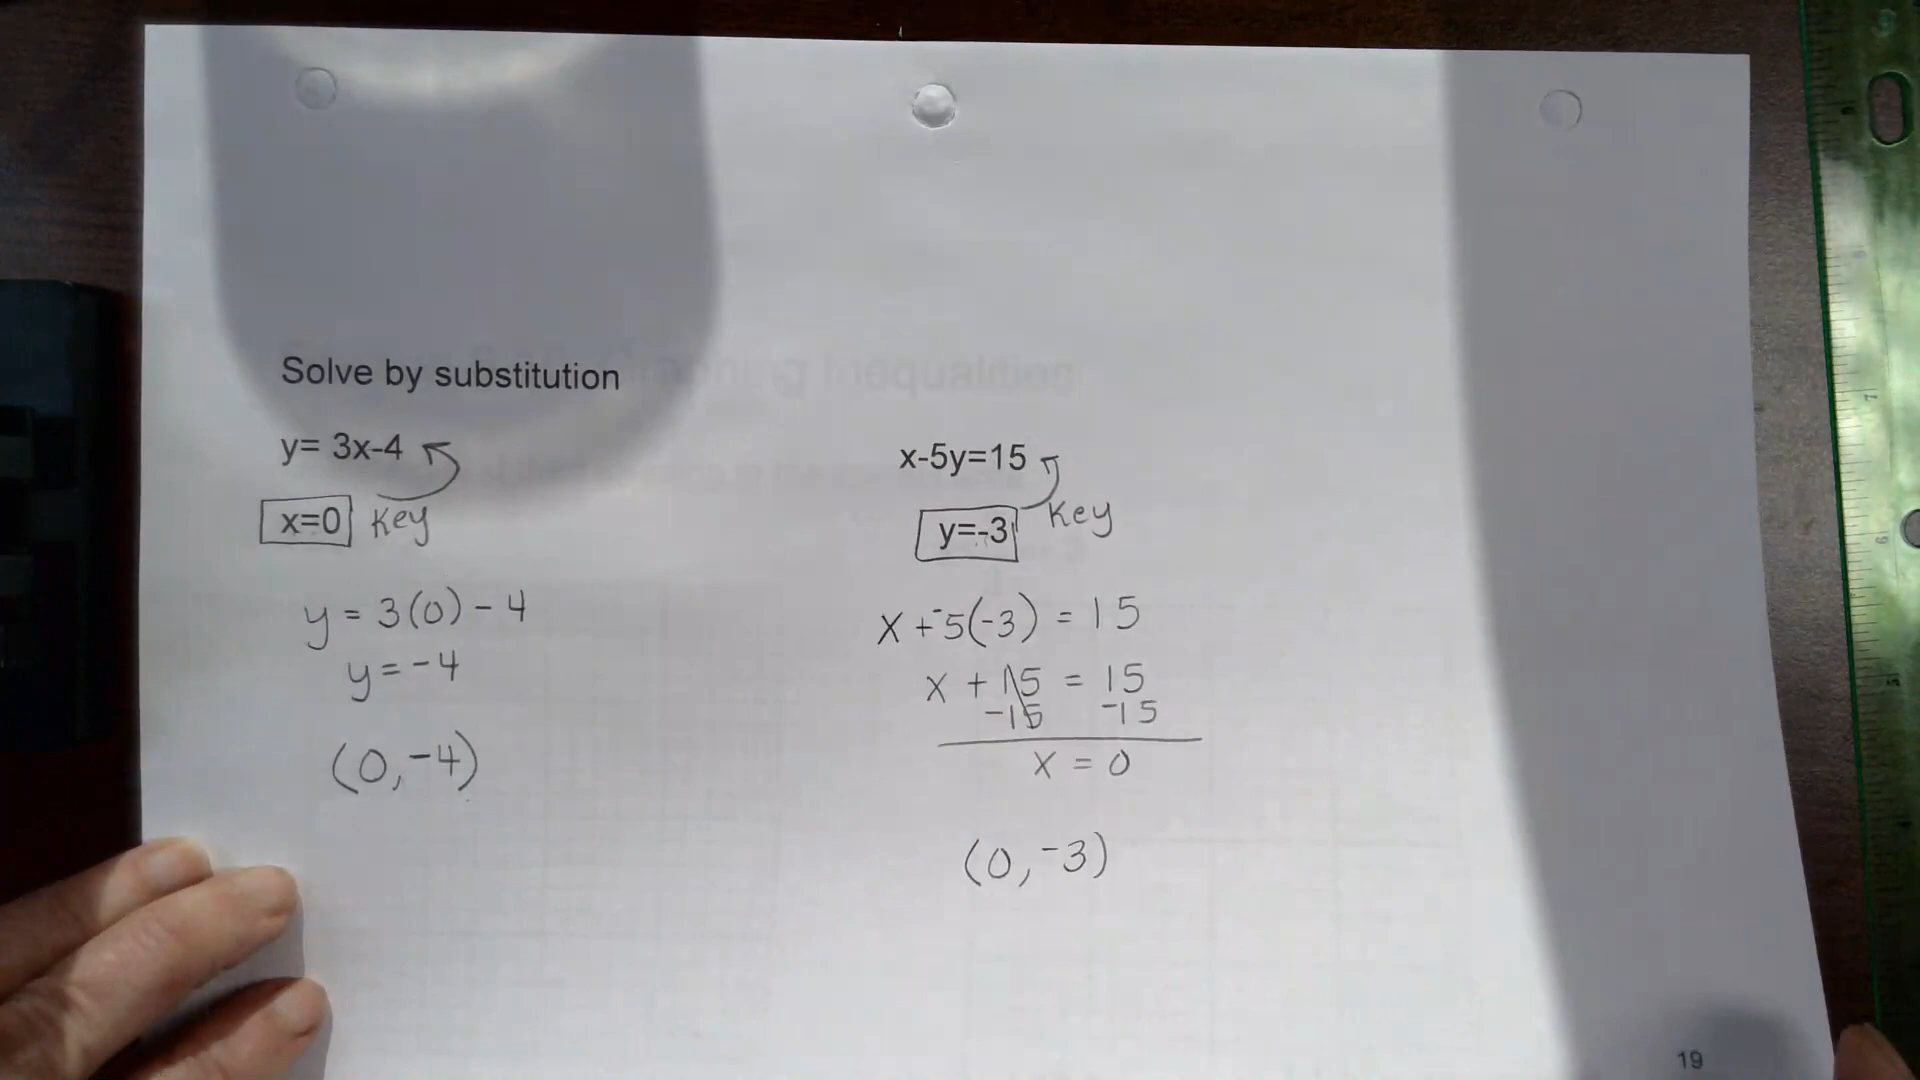 Solve by substitution
y= 3x-4
x=0 Key
y = 3(0) - 4
y = -4
(0, -4)
x-5y=15
y=-3 Key
x + -5(-3) = 15
x + 15 = 15
-15 -15
x = 0
(0, -3)
19